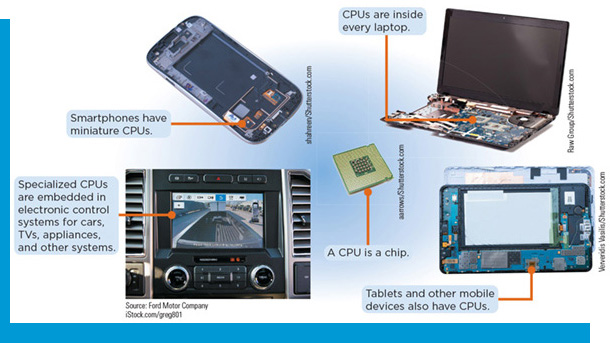 CPUs are inside
every laptop.
Smartphones have
miniature CPUs.
shahreen/Shutterstock.com
Raw Group/Shutterstock.com
Specialized CPUs
are embedded in
electronic control
systems for cars,
TVs, appliances,
and other systems.
aarrows/Shutterstock.com
A CPU is a chip.
Ververidis Vasilis/Shutterstock.com
Source: Ford Motor Company
iStock.com/greg801
Tablets and other mobile
devices also have CPUs.